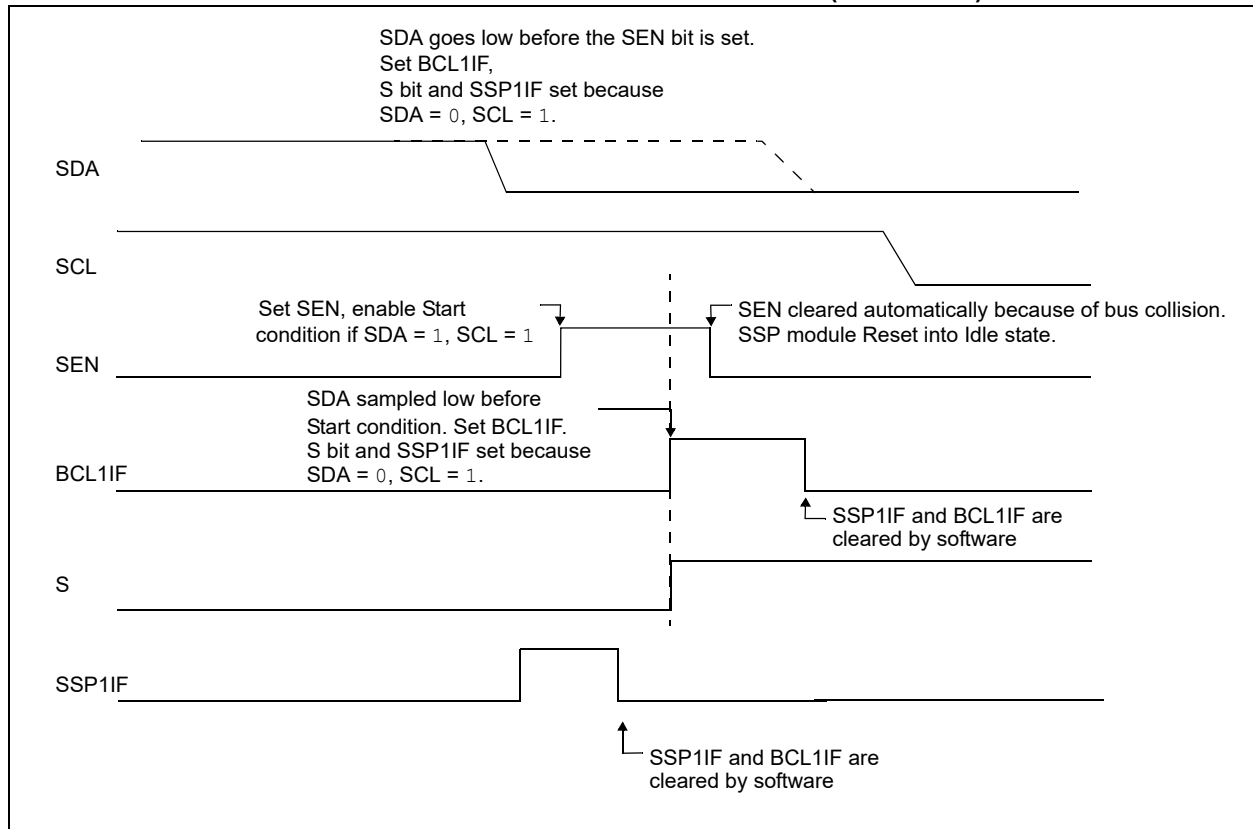 SDA goes low before the SEN bit is set.
Set BCL1IF,
S bit and SSP1IF set because
SDA = 0, SCL = 1.
SDA
SCL
Set SEN, enable Start
condition if SDA = 1, SCL = 1
SEN cleared automatically because of bus collision.
SSP module Reset into Idle state.
SEN
SDA sampled low before
Start condition. Set BCL1IF.
S bit and SSP1IF set because
SDA = 0, SCL = 1.
BCL1IF
SSP1IF and BCL1IF are
cleared by software
S
SSP1IF
SSP1IF and BCL1IF are
cleared by software